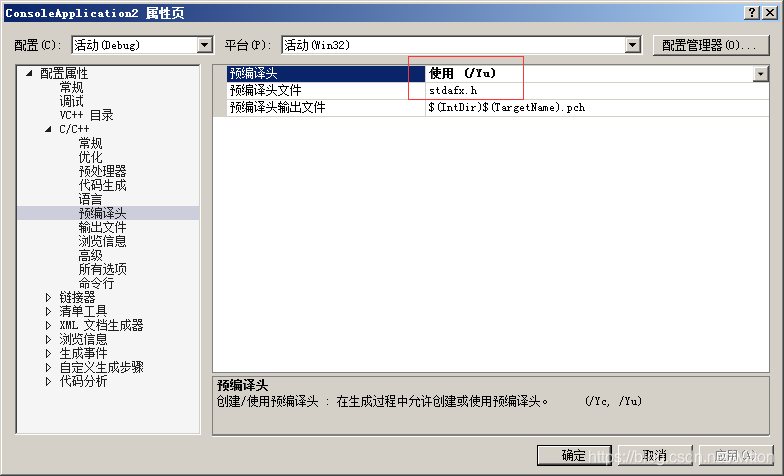 ConsoleApplication2 属性页
配置(C): 活动(Debug) 平台(P): 活动(Win32) 配置管理器(O)...
配置属性
常规
调试
VC++ 目录
C/C++
常规
优化
预处理器
代码生成
语言
预编译头
输出文件
浏览信息
高级
所有选项
命令行
链接器
清单工具
XML 文档生成器
浏览信息
生成事件
自定义生成步骤
代码分析
预编译头 使用 (/Yu)
预编译头文件 stdafx.h
预编译头输出文件 $(IntDir)$(TargetName).pch
预编译头
创建/使用预编译头 : 在生成过程中允许创建或使用预编译头。 (/Yc, /Yu)
确定 取消 应用(A)